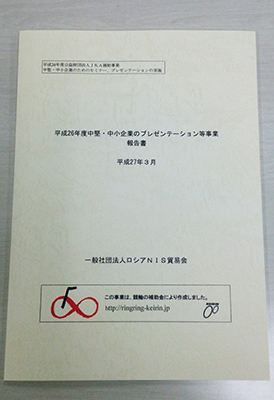 平成26年度公益財団法人JKA補助事業
中堅・中小企業のためのセミナー、プレゼンテーションの実施
平成26年度中堅・中小企業のプレゼンテーション等事業
報告書
平成27年3月
一般社団法人ロシアNIS貿易会
この事業は、競輪の補助金により作成しました。
http://ringring-keirin.jp